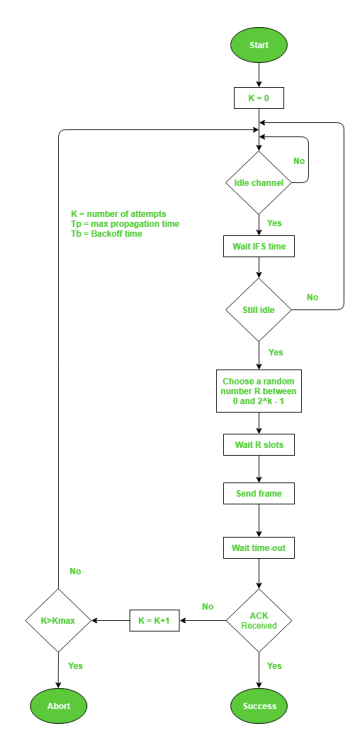 Start
K = 0
Idle channel
No
K = number of attempts
Tp = max propagation time
Tb = Backoff time
Yes
Wait IFS time
Still idle
No
Yes
Choose a random
number R between
0 and 2^k - 1
Wait R slots
Send frame
Wait time-out
No
K>Kmax
K = K+1
No
ACK
Received
Yes
Yes
Abort
Success